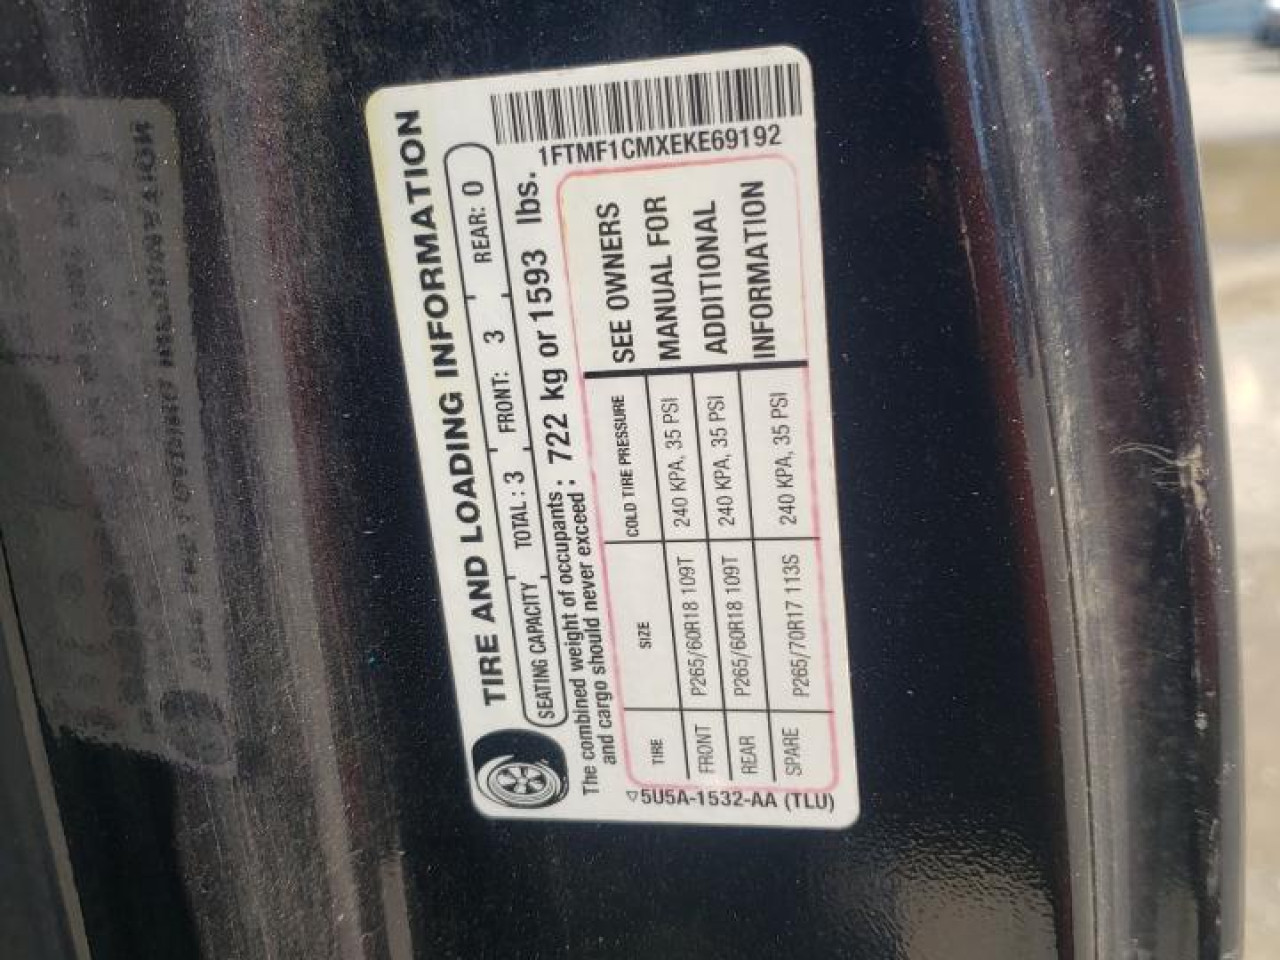 TIRE AND LOADING INFORMATION
SEATING CAPACITY TOTAL : 3 FRONT: 3 REAR: 0
The combined weight of occupants : 722 kg or 1593 lbs.
and cargo should never exceed :
TIRE SIZE COLD TIRE PRESSURE
FRONT P265/60R18 109T 240 KPA, 35 PSI
REAR P265/60R18 109T 240 KPA, 35 PSI
SPARE P265/70R17 113S 240 KPA, 35 PSI
SEE OWNERS
MANUAL FOR
ADDITIONAL
INFORMATION
5U5A-1532-AA (TLU)
1FTMF1CMXEKE69192